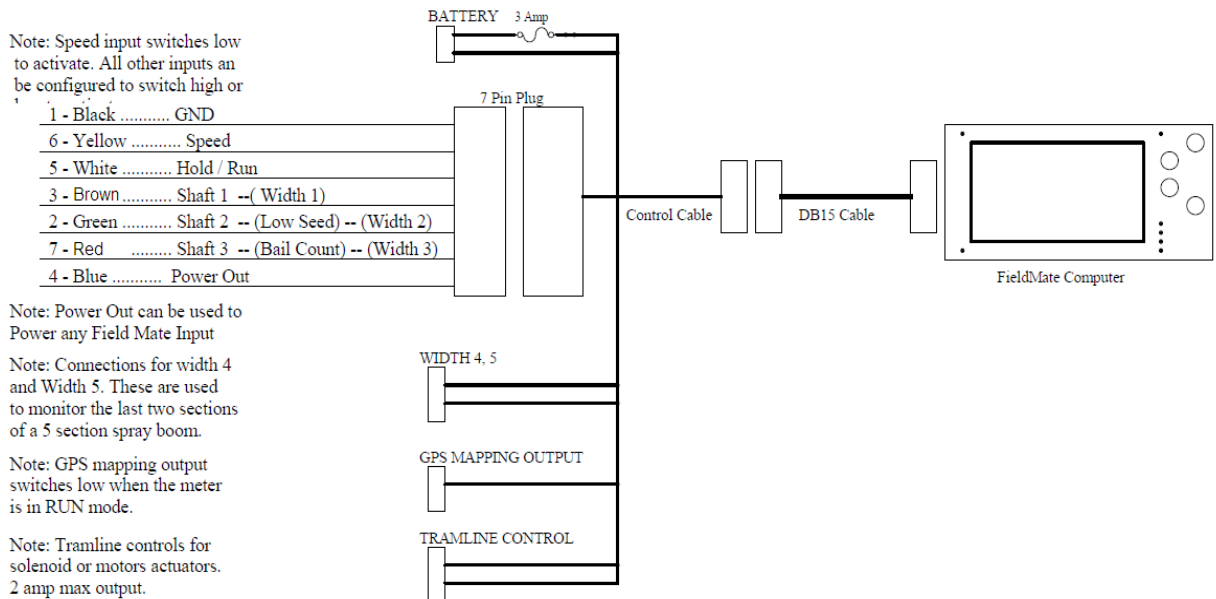 BATTERY 3 Amp
Note: Speed input switches low
to activate. All other inputs an
be configured to switch high or
7 Pin Plug
1 - Black ........... GND
6 - Yellow ........... Speed
5 - White ........... Hold / Run
3 - Brown ........... Shaft 1 --( Width 1)
2 - Green ........... Shaft 2 -- (Low Seed) -- (Width 2)
7 - Red ......... Shaft 3 -- (Bail Count) -- (Width 3)
4 - Blue ........... Power Out
Control Cable
DB15 Cable
FieldMate Computer
Note: Power Out can be used to
Power any Field Mate Input
Note: Connections for width 4
and Width 5. These are used
to monitor the last two sections
of a 5 section spray boom.
WIDTH 4, 5
Note: GPS mapping output
switches low when the meter
is in RUN mode.
GPS MAPPING OUTPUT
Note: Tramline controls for
solenoid or motors actuators.
2 amp max output.
TRAMLINE CONTROL